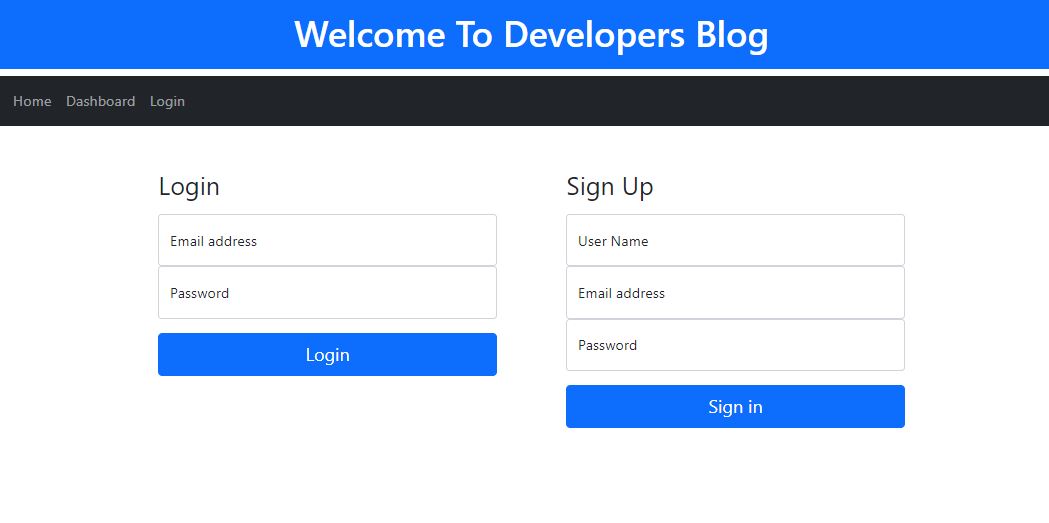 Welcome To Developers Blog
Home Dashboard Login
Login
Email address
Password
Login
Sign Up
User Name
Email address
Password
Sign in